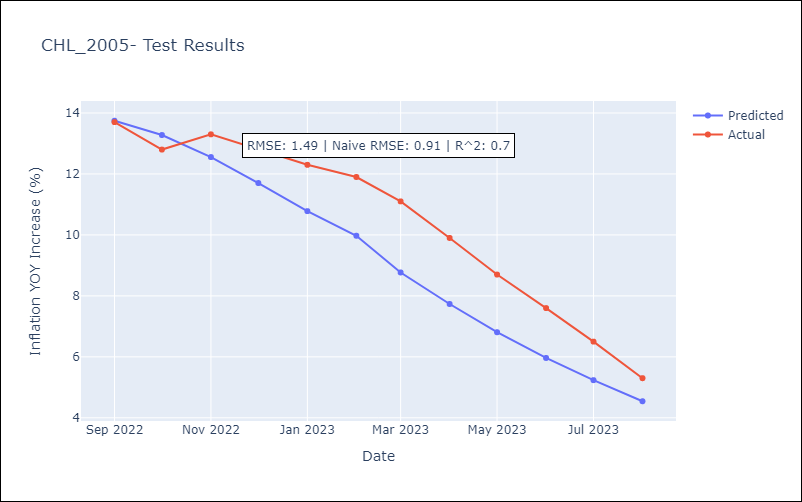 CHL_2005- Test Results
Predicted
Actual
RMSE: 1.49 | Naive RMSE: 0.91 | R^2: 0.7
Inflation YOY Increase (%)
14
12
10
8
6
4
Sep 2022
Nov 2022
Jan 2023
Mar 2023
May 2023
Jul 2023
Date